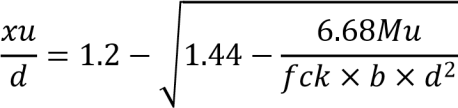 xu/d = 1.2 − √(1.44 − 6.68Mu/(fck × b × d²))